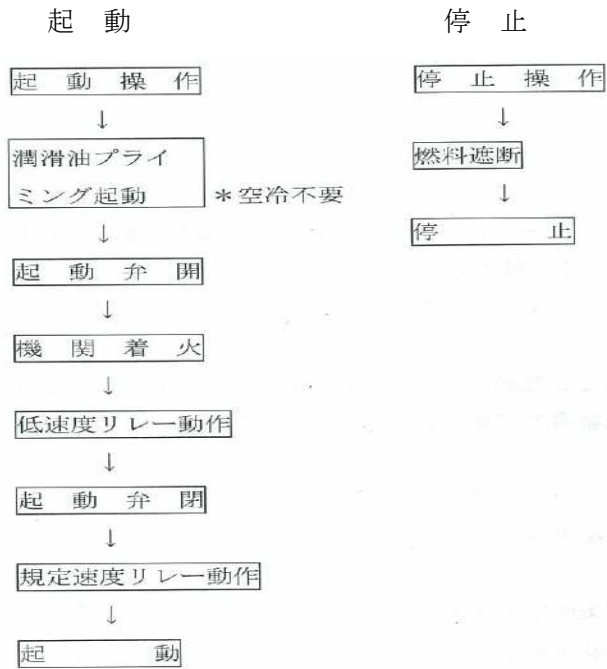 起動
起動操作
↓
潤滑油プライ
ミング起動 *空冷不要
↓
起動弁開
↓
機関着火
↓
低速度リレー動作
↓
起動弁閉
↓
規定速度リレー動作
↓
起動
停止
停止操作
↓
燃料遮断
↓
停止